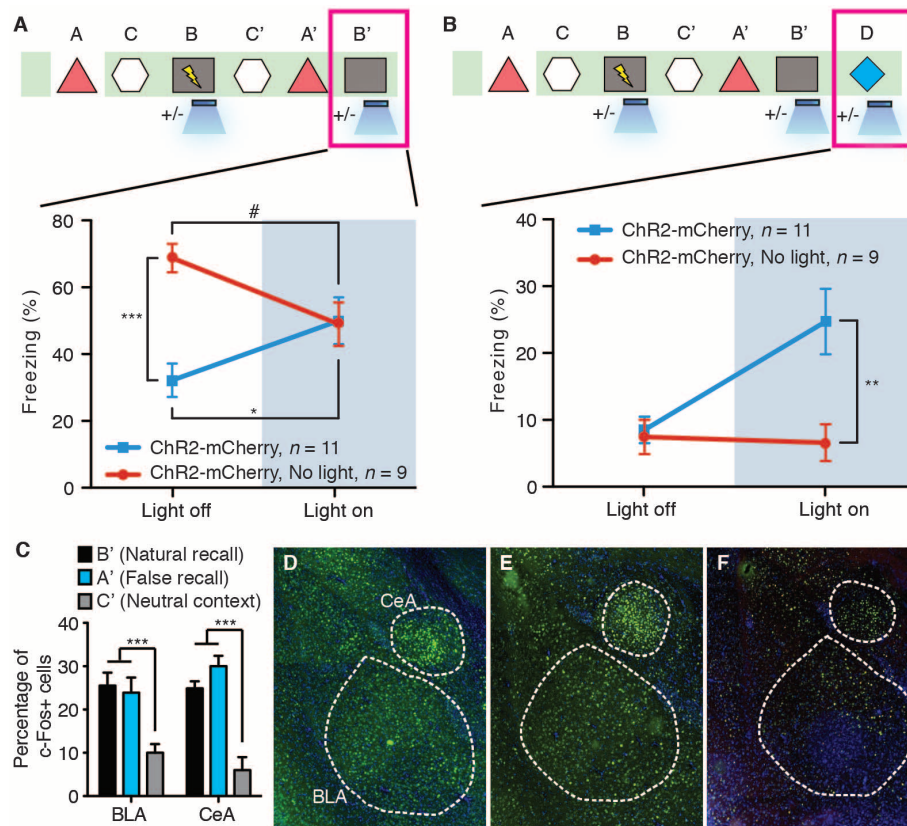 A
A C B C' A' B'
+/- +/-
80
60
40
20
0
Freezing (%)
#
***
*
ChR2-mCherry, n = 11
ChR2-mCherry, No light, n = 9
Light off Light on
B
A C B C' A' B' D
+/- +/- +/-
40
30
20
10
0
Freezing (%)
ChR2-mCherry, n = 11
ChR2-mCherry, No light, n = 9
**
Light off Light on
C
B' (Natural recall)
A' (False recall)
C' (Neutral context)
40
30
20
10
0
Percentage of
c-Fos+ cells
*** ***
BLA CeA
D
CeA
BLA
E
F